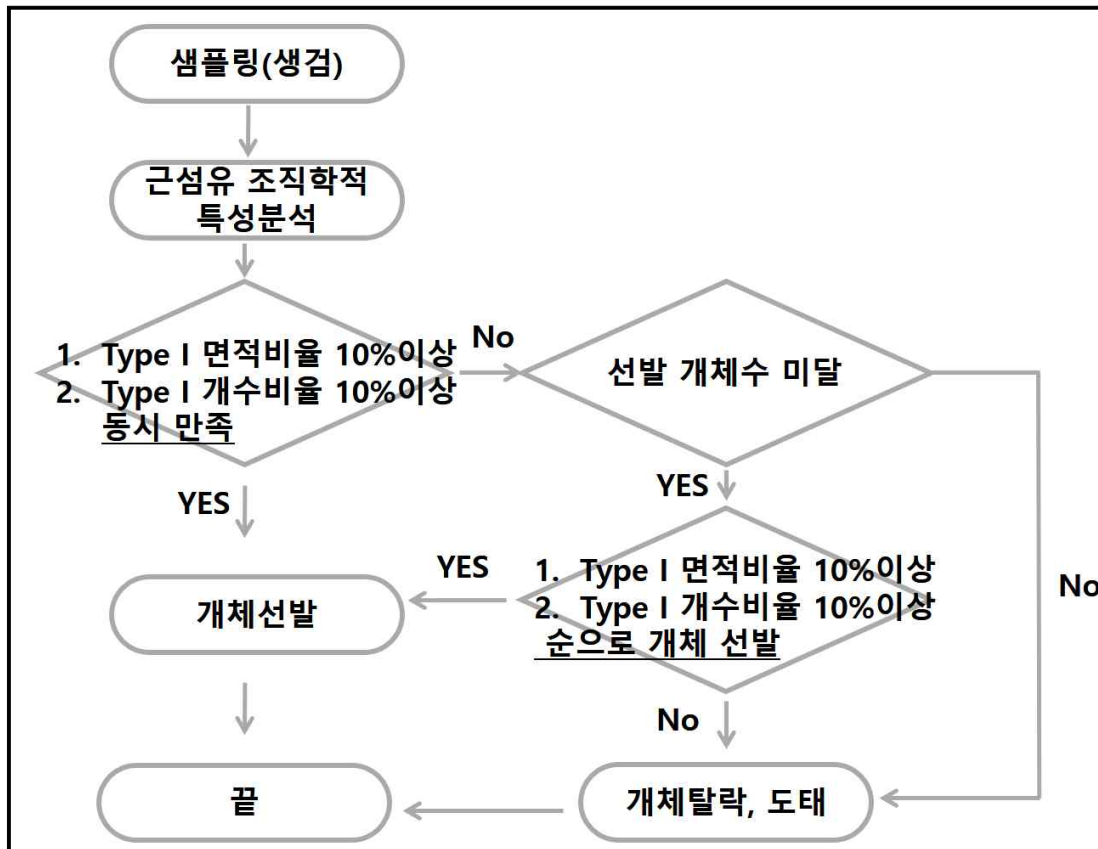 샘플링(생검)
근섬유 조직학적
특성분석
1. Type I 면적비율 10%이상
2. Type I 개수비율 10%이상
동시 만족
No
선발 개체수 미달
YES
YES
1. Type I 면적비율 10%이상
2. Type I 개수비율 10%이상
순으로 개체 선발
YES
No
개체선발
No
개체탈락, 도태
끝